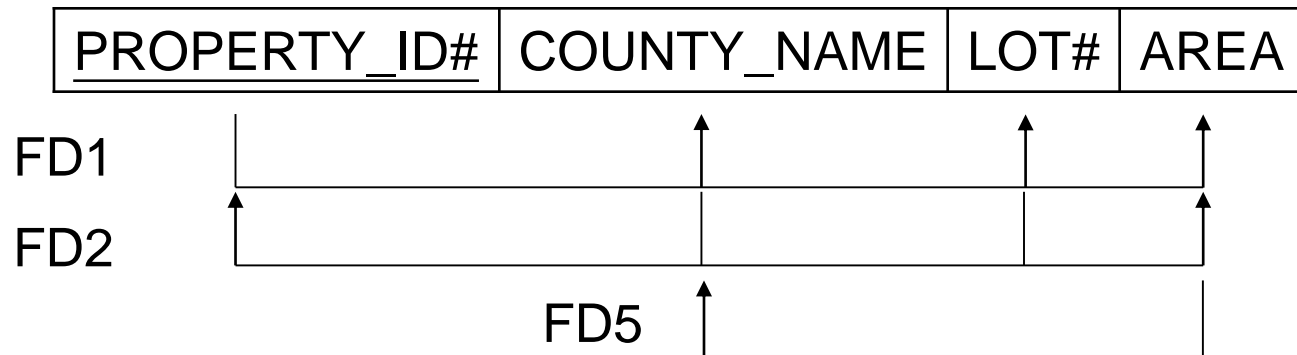 PROPERTY_ID# COUNTY_NAME LOT# AREA
FD1
FD2
FD5